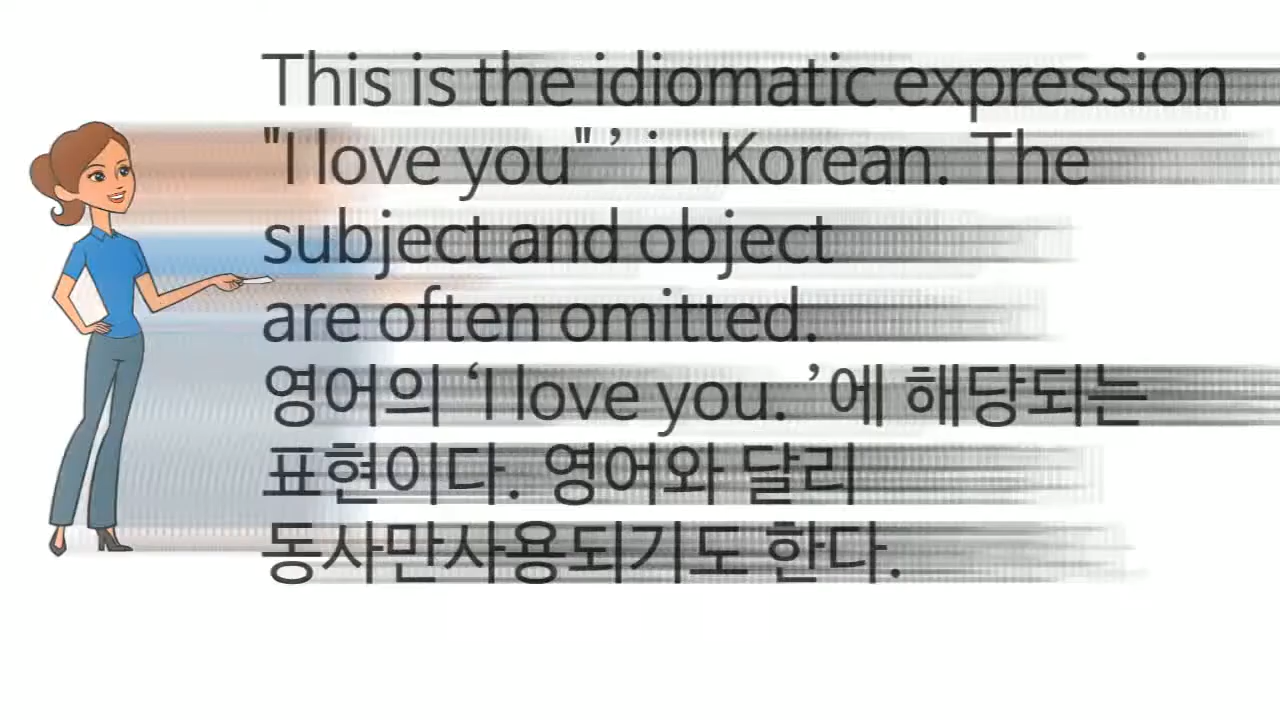 This is the idiomatic expression
"I love you" ’ in Korean. The
subject and object
are often omitted.
영어의 ‘I love you. ’에 해당되는
표현이다. 영어와 달리
동사만사용되기도 한다.